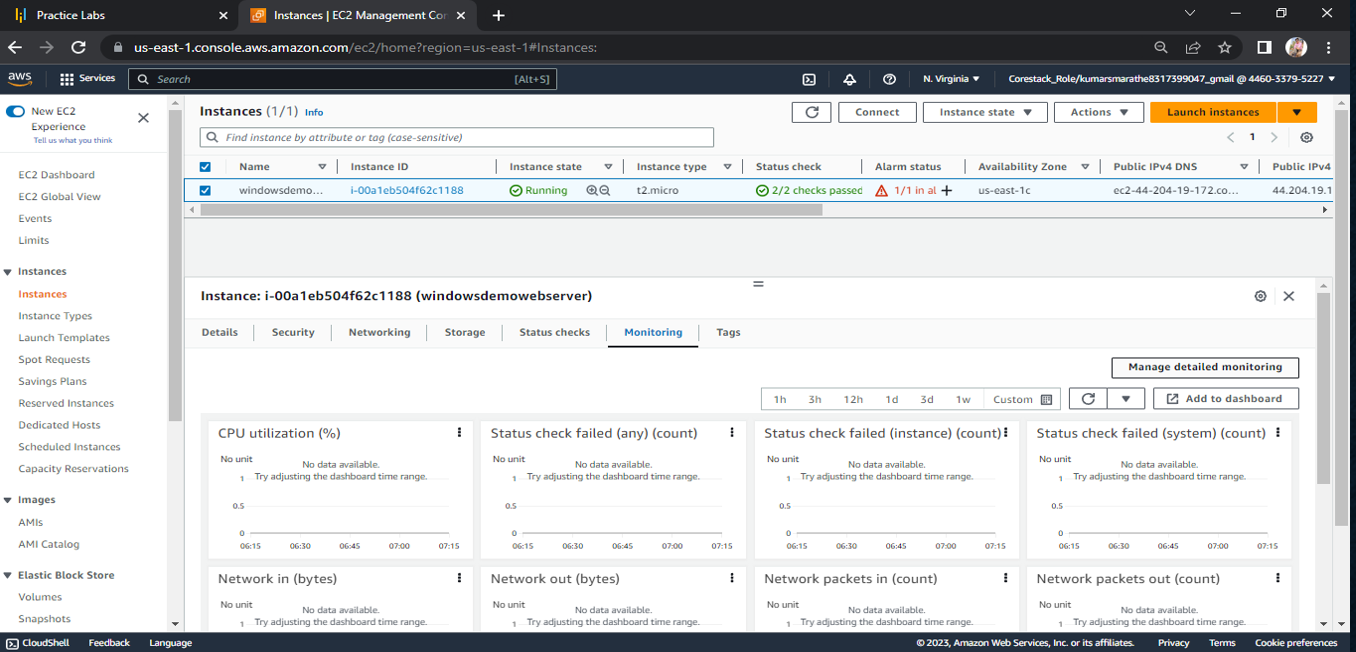 Practice Labs
Instances | EC2 Management Con
us-east-1.console.aws.amazon.com/ec2/home?region=us-east-1#Instances:
aws
Services
Search
[Alt+S]
N. Virginia
Corestack_Role/kumarsmarathe8317399047_gmail @ 4460-3379-5227
New EC2
Experience
Tell us what you think
EC2 Dashboard
EC2 Global View
Events
Limits
Instances
Instances
Instance Types
Launch Templates
Spot Requests
Savings Plans
Reserved Instances
Dedicated Hosts
Scheduled Instances
Capacity Reservations
Images
AMIs
AMI Catalog
Elastic Block Store
Volumes
Snapshots
Instances (1/1) Info
Connect
Instance state
Actions
Launch instances
Find instance by attribute or tag (case-sensitive)
1
Name Instance ID Instance state Instance type Status check Alarm status Availability Zone Public IPv4 DNS Public IPv4
windowsdemo... i-00a1eb504f62c1188 Running t2.micro 2/2 checks passed 1/1 in al us-east-1c ec2-44-204-19-172.co... 44.204.19.1
Instance: i-00a1eb504f62c1188 (windowsdemowebserver)
Details Security Networking Storage Status checks Monitoring Tags
Manage detailed monitoring
1h 3h 12h 1d 3d 1w Custom
Add to dashboard
CPU utilization (%)
No unit
No data available.
Try adjusting the dashboard time range.
1
0.5
0
06:15 06:30 06:45 07:00 07:15
Status check failed (any) (count)
No unit
No data available.
Try adjusting the dashboard time range.
1
0.5
0
06:15 06:30 06:45 07:00 07:15
Status check failed (instance) (count)
No unit
No data available.
Try adjusting the dashboard time range.
1
0.5
0
06:15 06:30 06:45 07:00 07:15
Status check failed (system) (count)
No unit
No data available.
Try adjusting the dashboard time range.
1
0.5
0
06:15 06:30 06:45 07:00 07:15
Network in (bytes)
No unit
No data available.
Try adjusting the dashboard time range.
1
Network out (bytes)
No unit
No data available.
Try adjusting the dashboard time range.
1
Network packets in (count)
No unit
No data available.
Try adjusting the dashboard time range.
1
Network packets out (count)
No unit
No data available.
Try adjusting the dashboard time range.
1
CloudShell Feedback Language
© 2023, Amazon Web Services, Inc. or its affiliates. Privacy Terms Cookie preferences